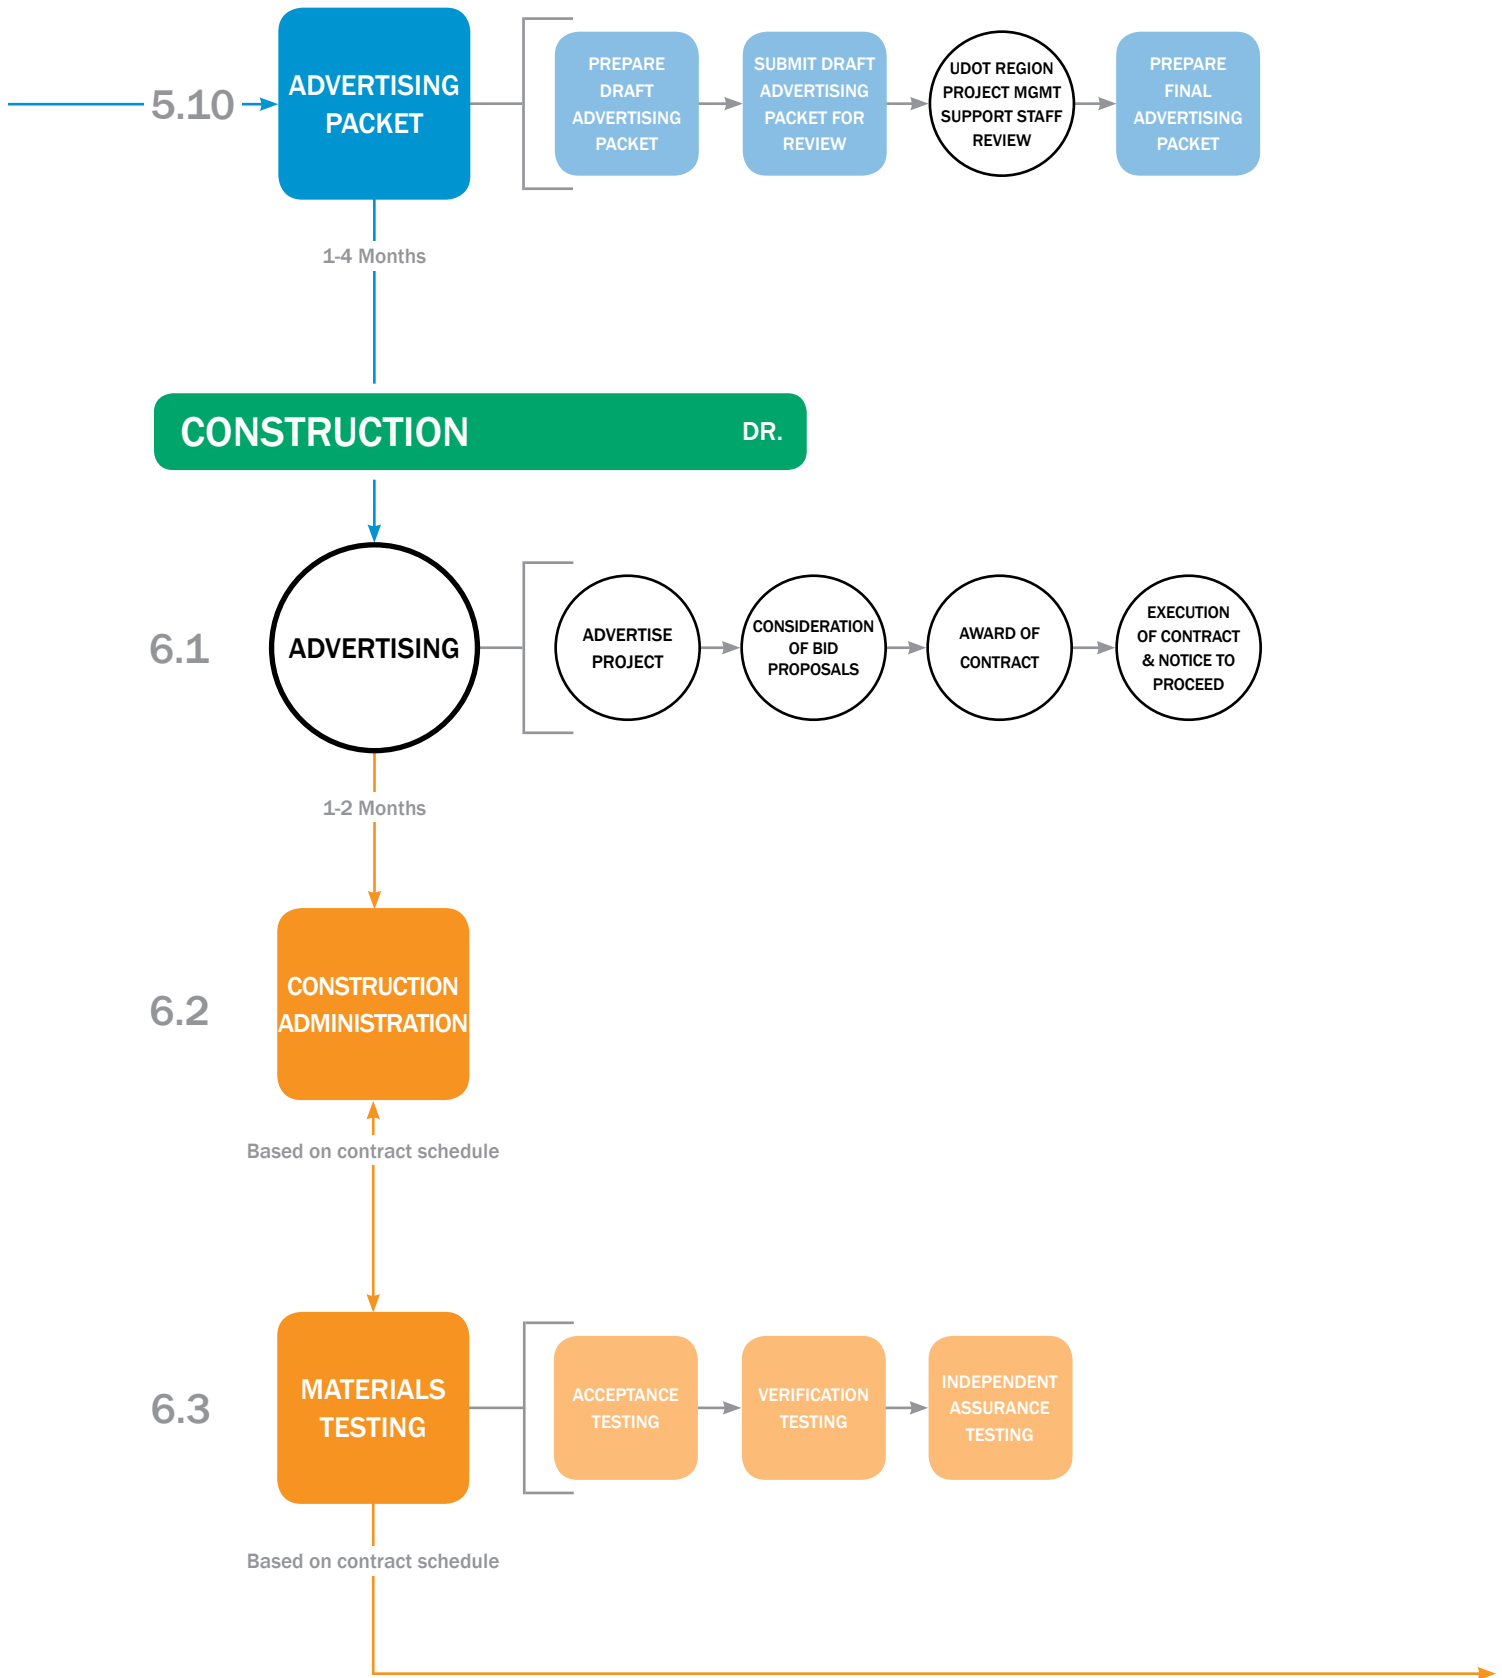 5.10
ADVERTISING
PACKET
PREPARE
DRAFT
ADVERTISING
PACKET
SUBMIT DRAFT
ADVERTISING
PACKET FOR
REVIEW
UDOT REGION
PROJECT MGMT
SUPPORT STAFF
REVIEW
PREPARE
FINAL
ADVERTISING
PACKET
1-4 Months
CONSTRUCTION
DR.
6.1
ADVERTISING
ADVERTISE
PROJECT
CONSIDERATION
OF BID
PROPOSALS
AWARD OF
CONTRACT
EXECUTION
OF CONTRACT
& NOTICE TO
PROCEED
1-2 Months
6.2
CONSTRUCTION
ADMINISTRATION
Based on contract schedule
6.3
MATERIALS
TESTING
ACCEPTANCE
TESTING
VERIFICATION
TESTING
INDEPENDENT
ASSURANCE
TESTING
Based on contract schedule